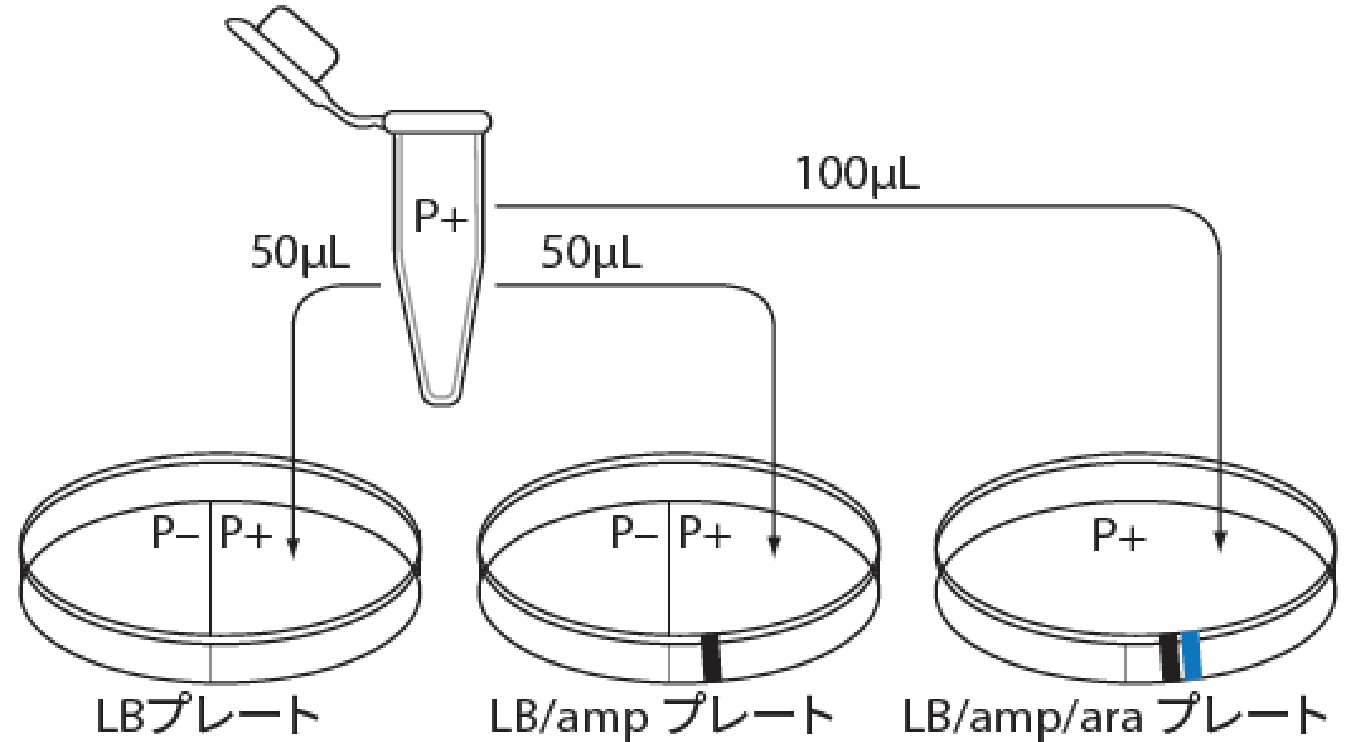 100μL
P+
50μL
50μL
P– P+
P– P+
P+
LBプレート
LB/amp プレート
LB/amp/ara プレート